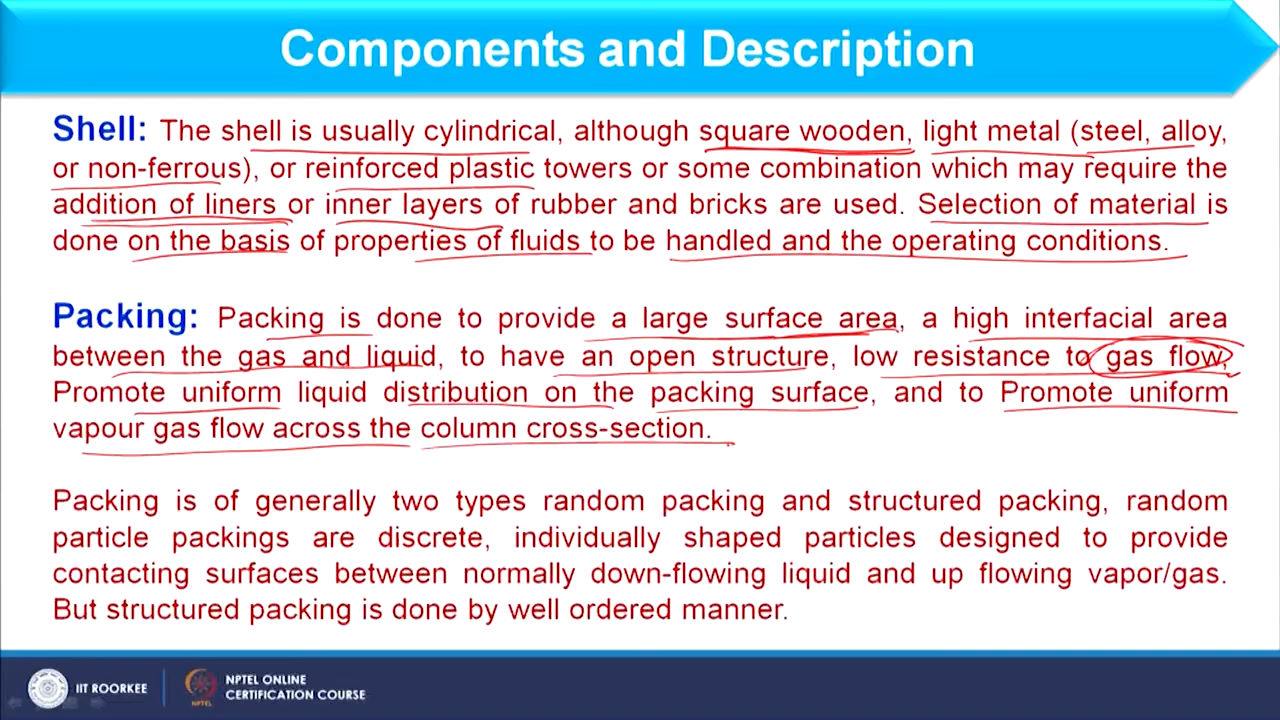 Components and Description
Shell: The shell is usually cylindrical, although square wooden, light metal (steel, alloy,
or non-ferrous), or reinforced plastic towers or some combination which may require the
addition of liners or inner layers of rubber and bricks are used. Selection of material is
done on the basis of properties of fluids to be handled and the operating conditions.
Packing: Packing is done to provide a large surface area, a high interfacial area
between the gas and liquid, to have an open structure, low resistance to gas flow,
Promote uniform liquid distribution on the packing surface, and to Promote uniform
vapour gas flow across the column cross-section.
Packing is of generally two types random packing and structured packing, random
particle packings are discrete, individually shaped particles designed to provide
contacting surfaces between normally down-flowing liquid and up flowing vapor/gas.
But structured packing is done by well ordered manner.
IIT ROORKEE
NPTEL
NPTEL ONLINE
CERTIFICATION COURSE